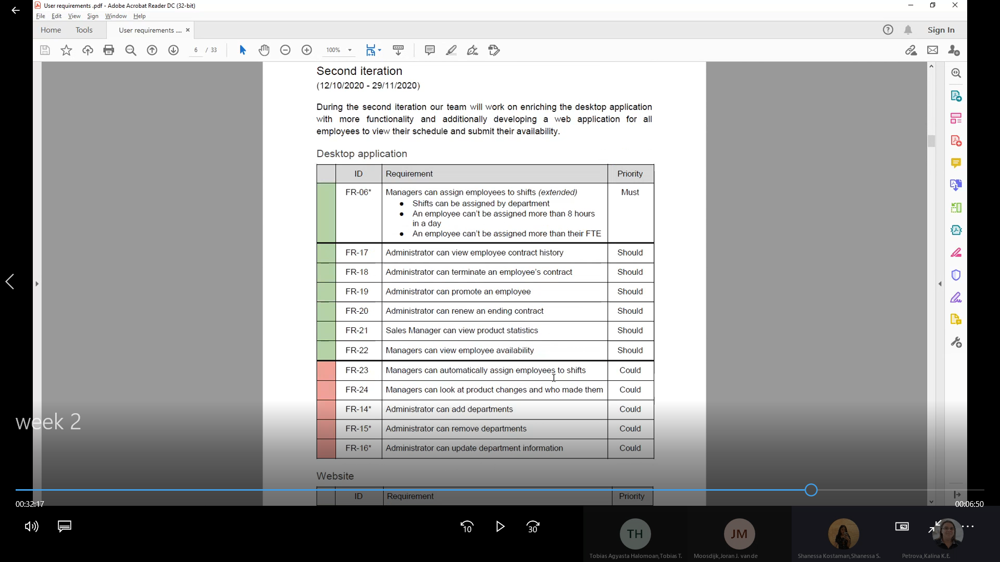 User requirements .pdf - Adobe Acrobat Reader DC (32-bit)
File Edit View Sign Window Help
Home Tools User requirements .... × Sign In
6 / 33 100%
Second iteration
(12/10/2020 - 29/11/2020)
During the second iteration our team will work on enriching the desktop application
with more functionality and additionally developing a web application for all
employees to view their schedule and submit their availability.
Desktop application
ID Requirement Priority
FR-06* Managers can assign employees to shifts (extended) Must
● Shifts can be assigned by department
● An employee can't be assigned more than 8 hours
in a day
● An employee can't be assigned more than their FTE
FR-17 Administrator can view employee contract history Should
FR-18 Administrator can terminate an employee's contract Should
FR-19 Administrator can promote an employee Should
FR-20 Administrator can renew an ending contract Should
FR-21 Sales Manager can view product statistics Should
FR-22 Managers can view employee availability Should
FR-23 Managers can automatically assign employees to shifts Could
FR-24 Managers can look at product changes and who made them Could
FR-14* Administrator can add departments Could
week 2
FR-15* Administrator can remove departments Could
FR-16* Administrator can update department information Could
Website
ID Requirement Priority
00:32:17 00:06:50
10 30
TH JM
Tobias Agyasta Halomoan,Tobias T. Moosdijk,Joran J. van de Shanessa Kostaman,Shanessa S. Petrova,Kalina K.E.